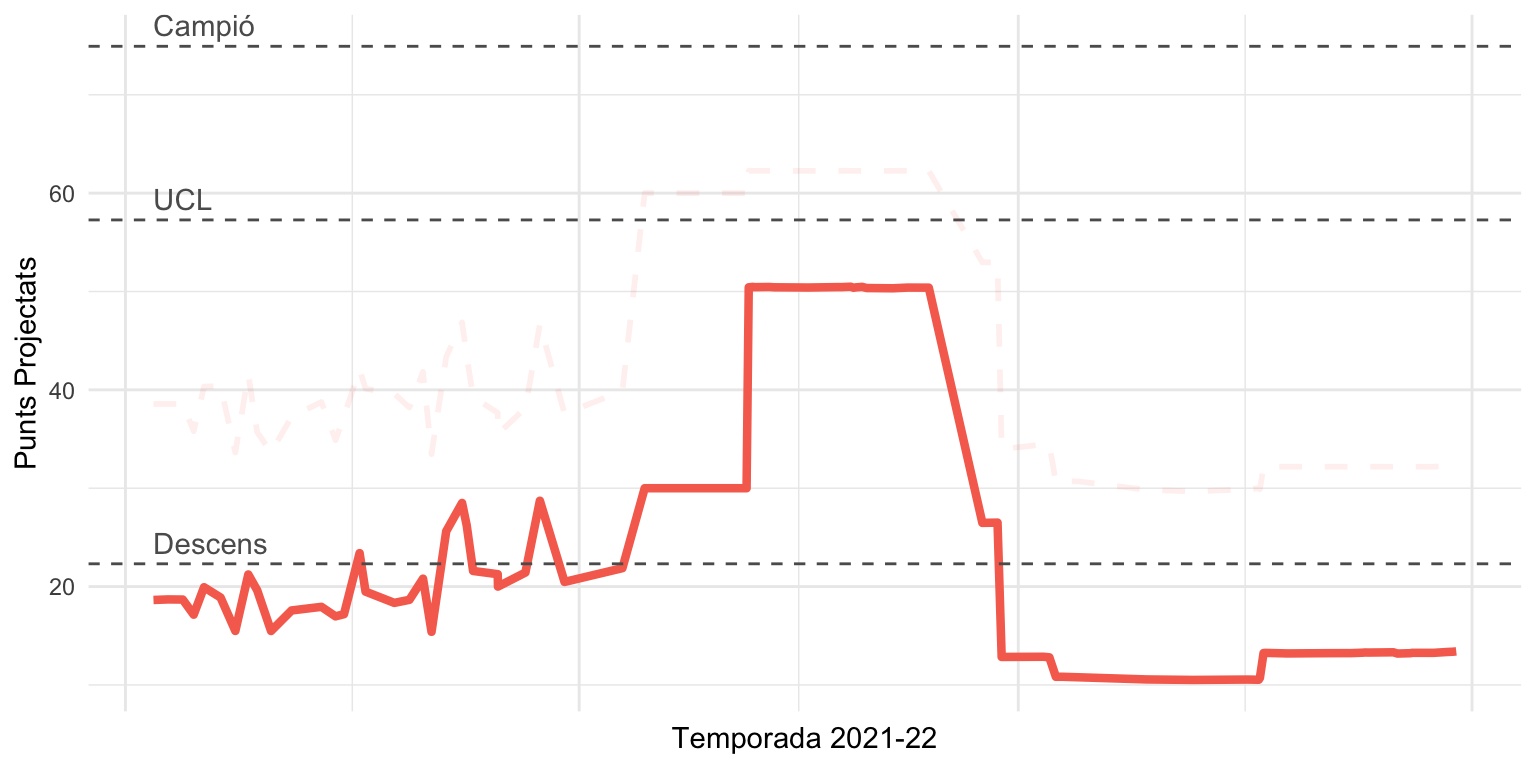 Campió
UCL
60
40
Descens
20
Punts Projectats
Temporada 2021-22